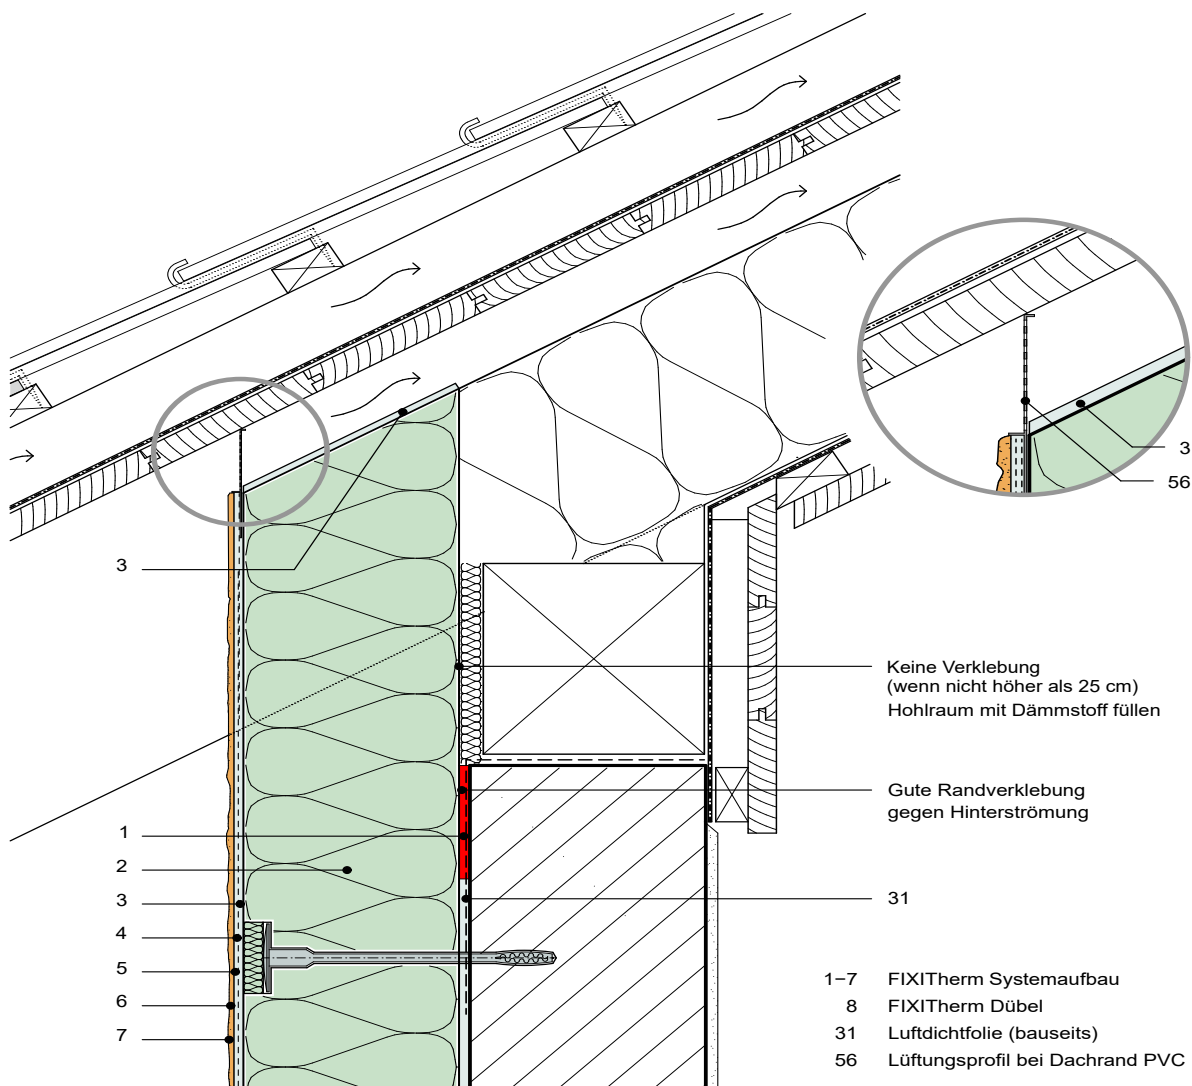 3
56
3
Keine Verklebung
(wenn nicht höher als 25 cm)
Hohlraum mit Dämmstoff füllen
Gute Randverklebung
gegen Hinterströmung
1
2
3
31
4
5
6
7
1–7 FIXITherm Systemaufbau
8 FIXITherm Dübel
31 Luftdichtfolie (bauseits)
56 Lüftungsprofil bei Dachrand PVC